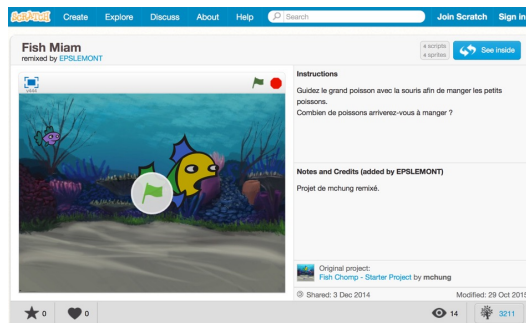 SCRATCH Create Explore Discuss About Help Search Join Scratch Sign in
Fish Miam
remixed by EPSLEMONT
4 scripts
4 sprites
See inside
Instructions
Guidez le grand poisson avec la souris afin de manger les petits
poissons.
Combien de poissons arriverez-vous à manger ?
Notes and Credits (added by EPSLEMONT)
Projet de mchung remixé.
Original project:
Fish Chomp - Starter Project by mchung
Shared: 3 Dec 2014 Modified: 29 Oct 2015
0 0 14 3211